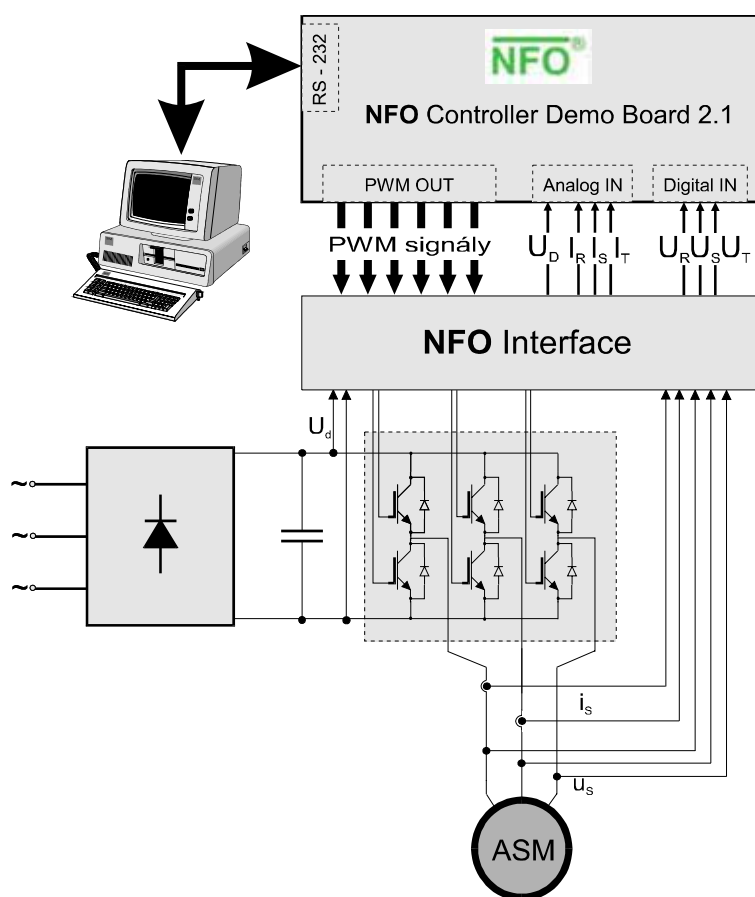 RS - 232
NFO®
NFO Controller Demo Board 2.1
PWM OUT
Analog IN
Digital IN
PWM signály
U_D I_R I_S I_T
U_R U_S U_T
NFO Interface
U_d
~
~
~
i_s
u_s
ASM